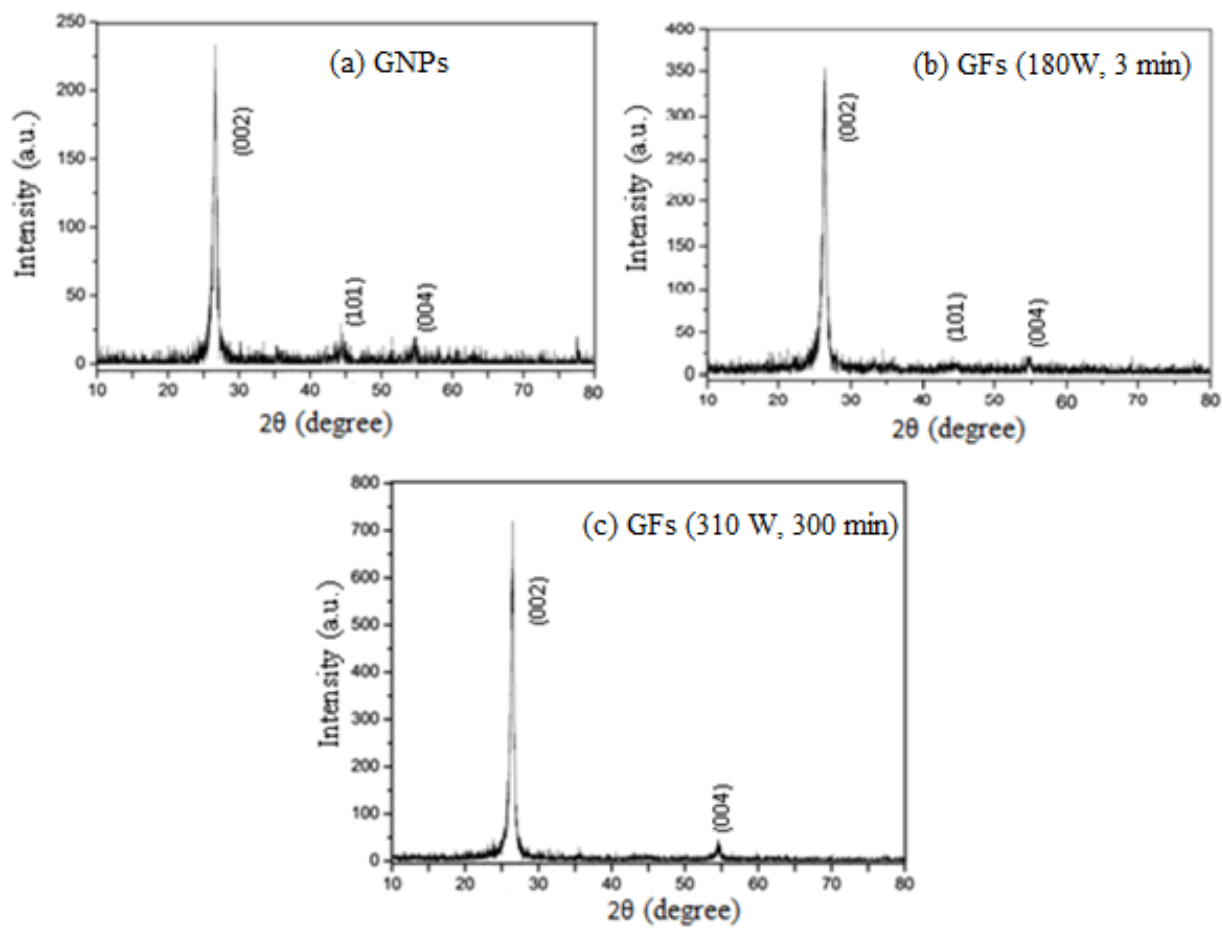 (a) GNPs
250
200
150
100
50
0
Intensity (a.u.)
(002)
(101)
(004)
10 20 30 40 50 60 70 80
2θ (degree)
(b) GFs (180W, 3 min)
400
350
300
350
200
150
100
50
0
Intensity (a.u.)
(002)
(101)
(004)
10 20 30 40 50 60 70 80
2θ (degree)
(c) GFs (310 W, 300 min)
800
700
600
500
400
300
200
100
0
Intensity (a.u.)
(002)
(004)
10 20 30 40 50 60 70 80
2θ (degree)